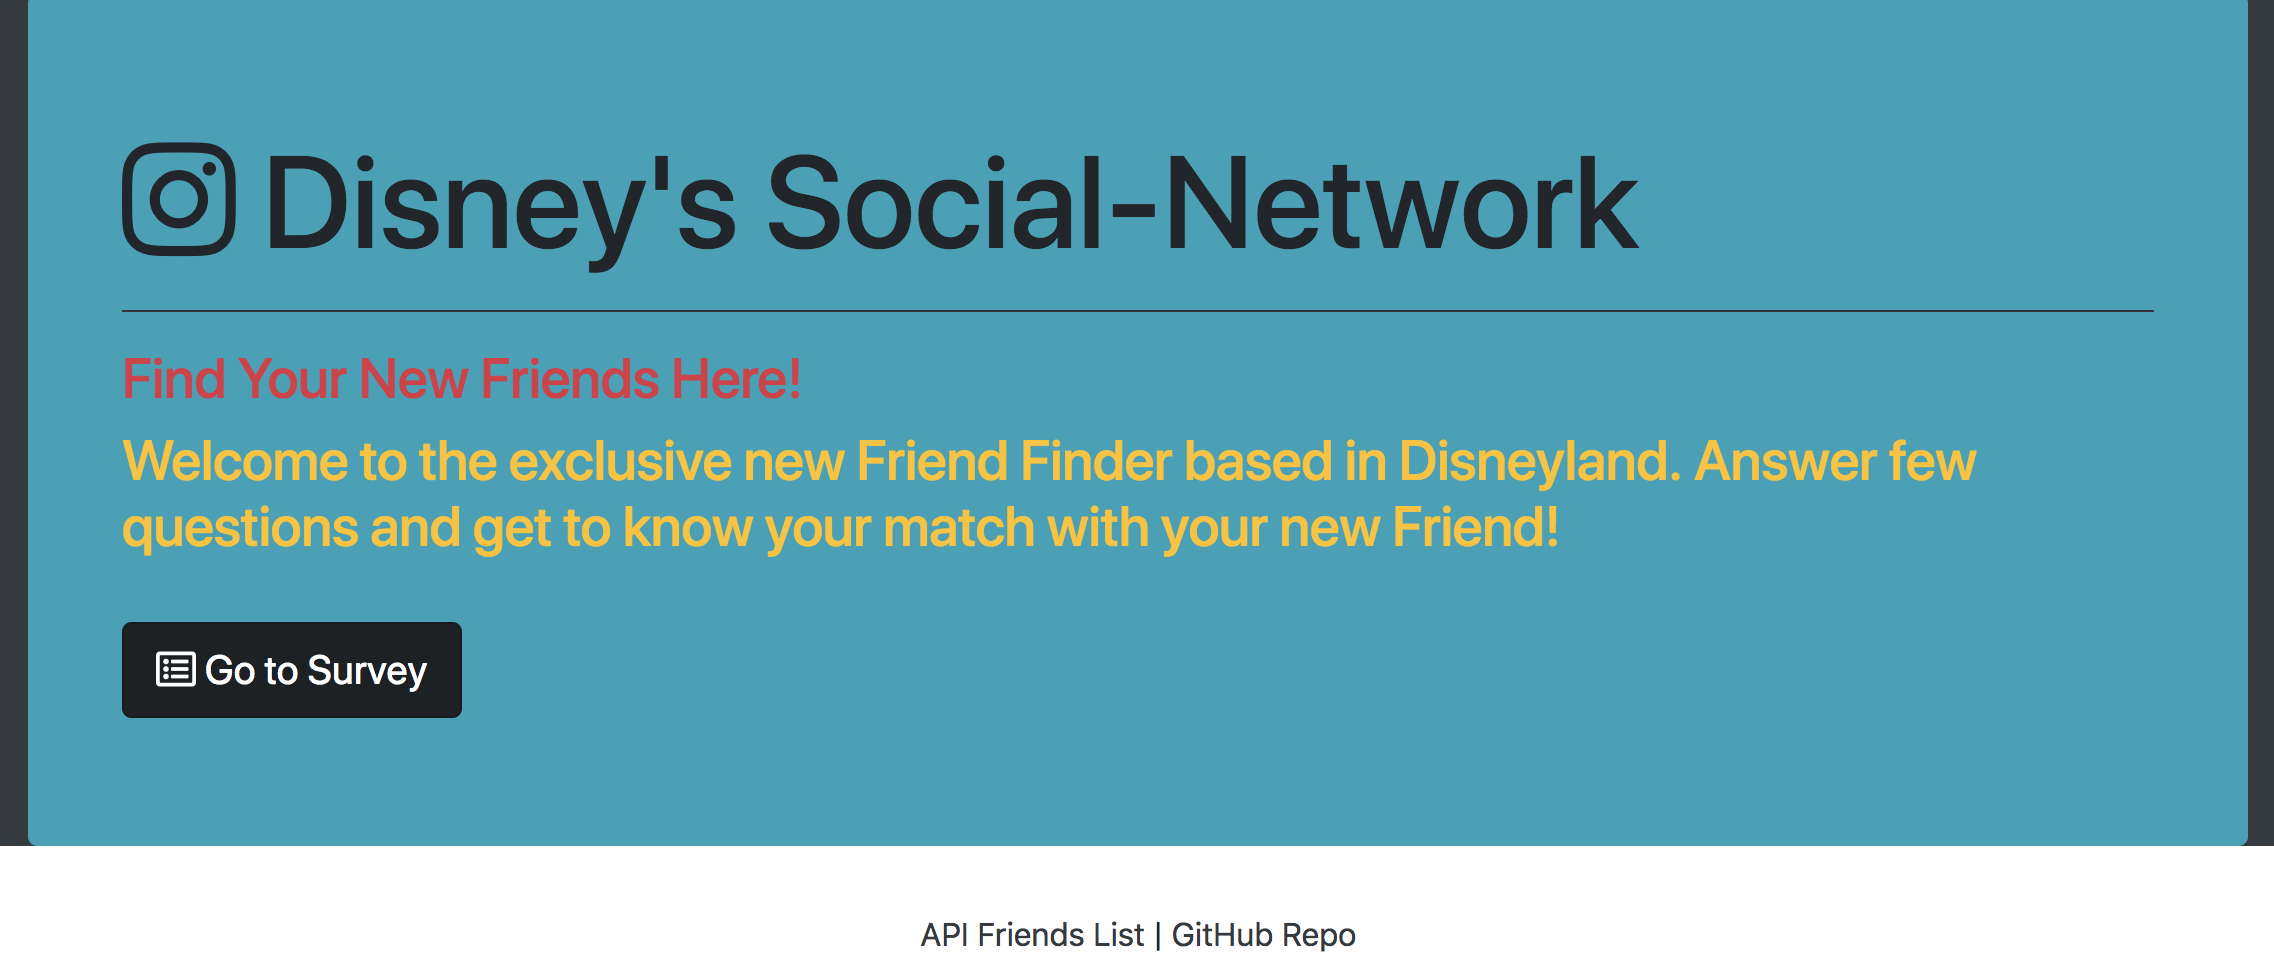 Disney's Social-Network
Find Your New Friends Here!
Welcome to the exclusive new Friend Finder based in Disneyland. Answer few
questions and get to know your match with your new Friend!
Go to Survey
API Friends List | GitHub Repo